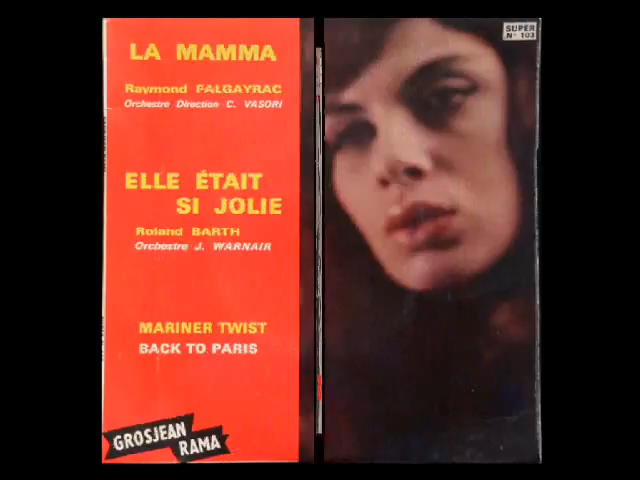 LA MAMMA
Raymond FALGAYRAC
Orchestre Direction C. VASORI
ELLE ÉTAIT
SI JOLIE
Roland BARTH
Orchestre J. WARNAIR
MARINER TWIST
BACK TO PARIS
GROSJEAN
RAMA
SUPER
N° 103